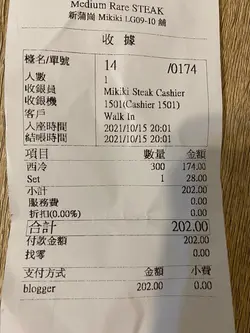 Medium Rare STEAK
新蒲崗 Mikiki LG09-10 舖
收據
檯名/單號 14 /0174
人數 1
收銀員 Mikiki Steak Cashier
收銀機 1501(Cashier 1501)
客戶 Walk in
入座時間 2021/10/15 20:01
結帳時間 2021/10/15 20:01
項目 數量 金額
西冷 300 174.00
Set 1 28.00
小計 202.00
服務費 0.00
折扣(0.00%) 0.00
合計 202.00
付款金額 202.00
找零 0.00
支付方式 金額 小費
blogger 202.00 0.00